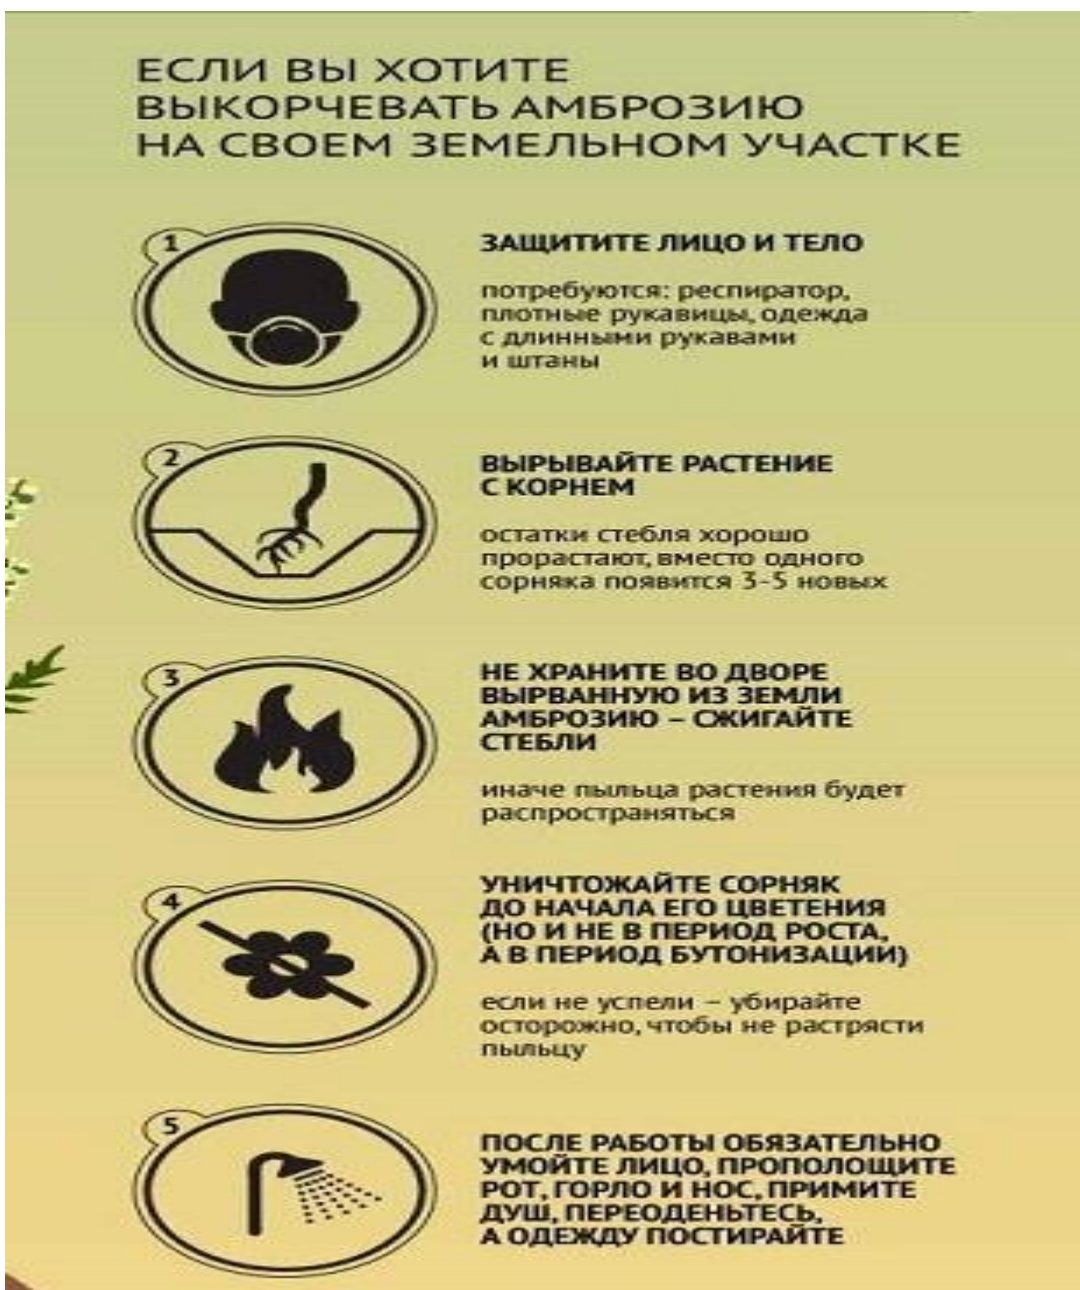 ЕСЛИ ВЫ ХОТИТЕ
ВЫКОРЧЕВАТЬ АМБРОЗИЮ
НА СВОЕМ ЗЕМЕЛЬНОМ УЧАСТКЕ
1
ЗАЩИТИТЕ ЛИЦО И ТЕЛО
потребуются: респиратор,
плотные рукавицы, одежда
с длинными рукавами
и штаны
2
ВЫРЫВАЙТЕ РАСТЕНИЕ
С КОРНЕМ
остатки стебля хорошо
прорастают, вместо одного
сорняка появится 3-5 новых
3
НЕ ХРАНИТЕ ВО ДВОРЕ
ВЫРВАННУЮ ИЗ ЗЕМЛИ
АМБРОЗИЮ – СЖИГАЙТЕ
СТЕБЛИ
иначе пыльца растения будет
распространяться
4
УНИЧТОЖАЙТЕ СОРНЯК
ДО НАЧАЛА ЕГО ЦВЕТЕНИЯ
(НО И НЕ В ПЕРИОД РОСТА,
А В ПЕРИОД БУТОНИЗАЦИИ)
если не успели – убирайте
осторожно, чтобы не растрясти
пыльцу
5
ПОСЛЕ РАБОТЫ ОБЯЗАТЕЛЬНО
УМОЙТЕ ЛИЦО, ПРОПОЛОЩИТЕ
РОТ, ГОРЛО И НОС, ПРИМИТЕ
ДУШ, ПЕРЕОДЕНЬТЕСЬ,
А ОДЕЖДУ ПОСТИРАЙТЕ